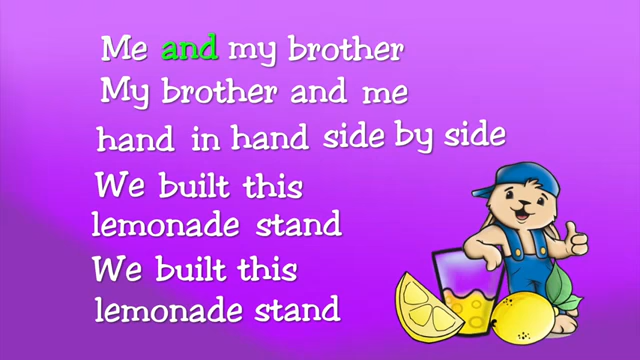 Me and my brother
My brother and me
hand in hand side by side
We built this
lemonade stand
We built this
lemonade stand